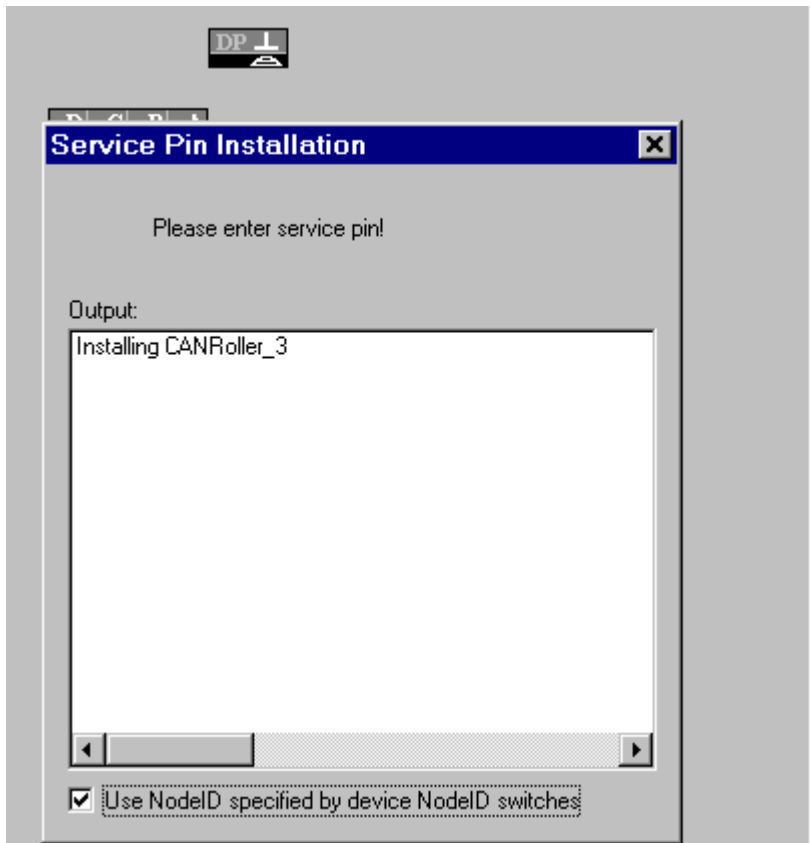 DP
Service Pin Installation
Please enter service pin!
Output:
Installing CANRoller_3
Use NodeID specified by device NodeID switches